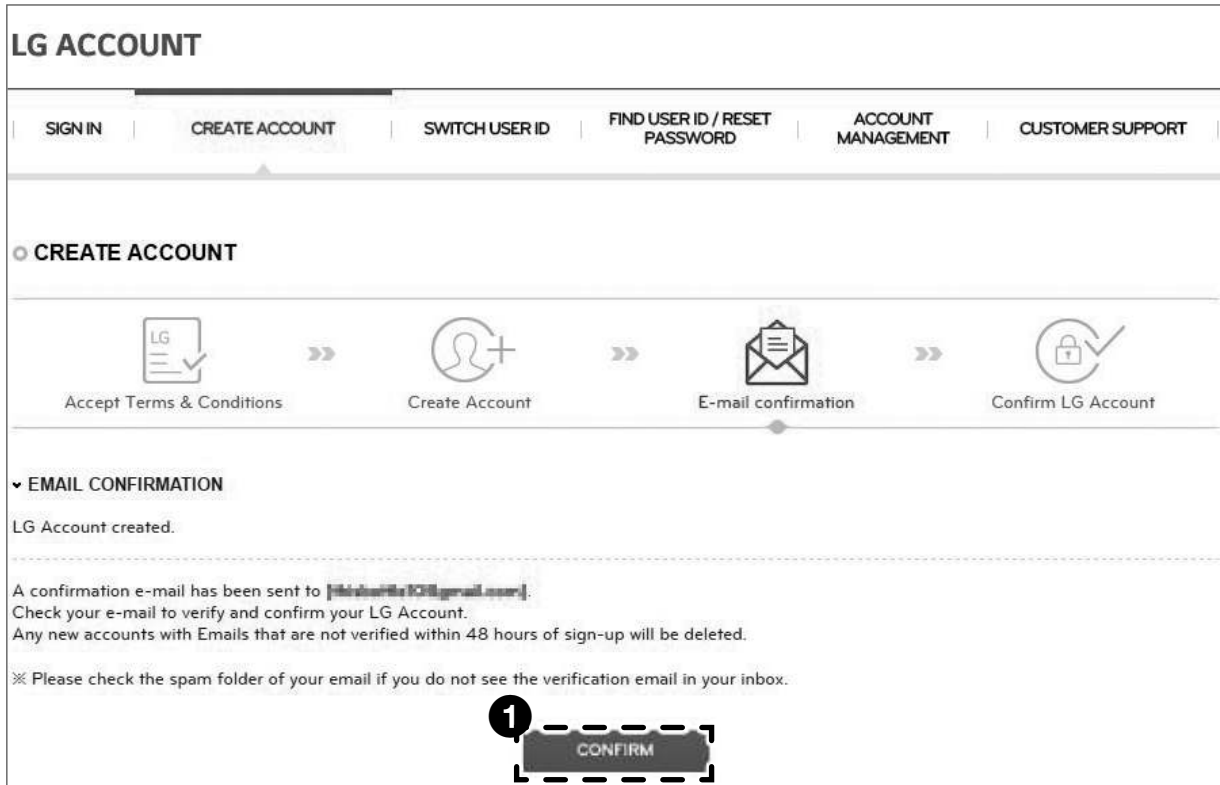 LG ACCOUNT
SIGN IN
CREATE ACCOUNT
SWITCH USER ID
FIND USER ID / RESET
PASSWORD
ACCOUNT
MANAGEMENT
CUSTOMER SUPPORT
CREATE ACCOUNT
LG
Accept Terms & Conditions
Create Account
E-mail confirmation
Confirm LG Account
EMAIL CONFIRMATION
LG Account created.
A confirmation e-mail has been sent to
Check your e-mail to verify and confirm your LG Account.
Any new accounts with Emails that are not verified within 48 hours of sign-up will be deleted.
※ Please check the spam folder of your email if you do not see the verification email in your inbox.
1
CONFIRM